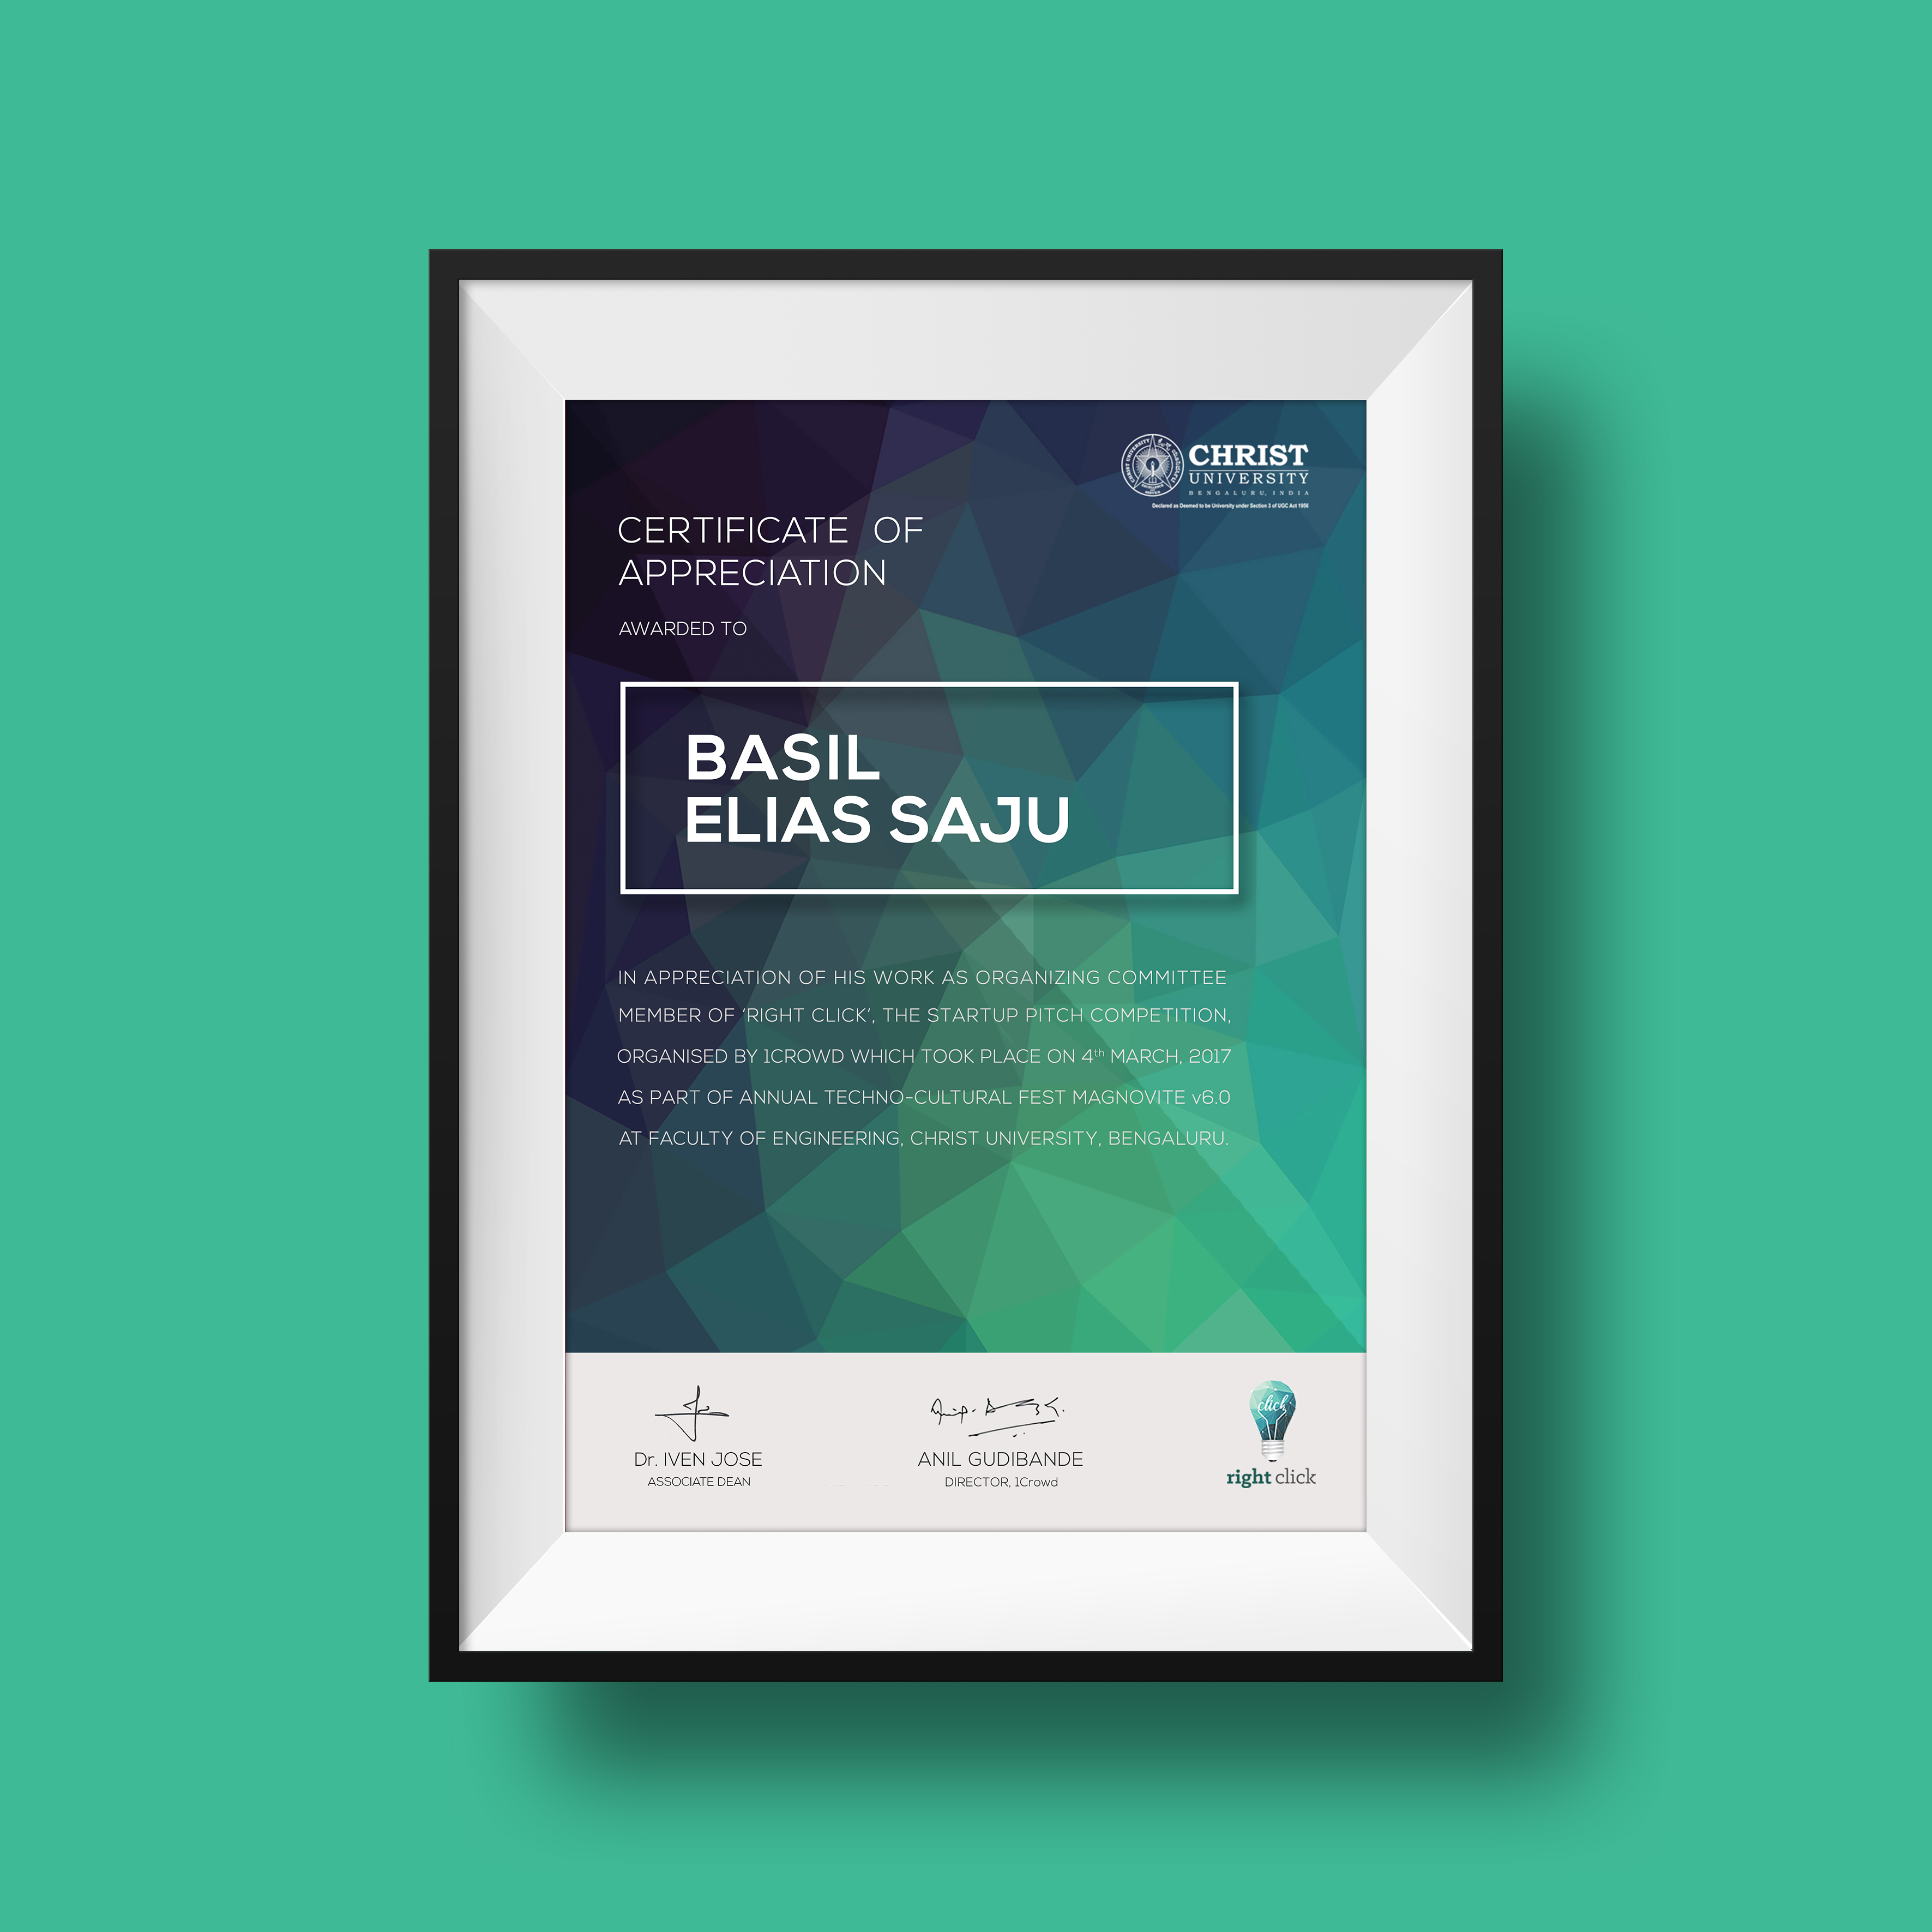 CHRIST
UNIVERSITY
BENGALURU, INDIA
Declared as Deemed to be University under Section 3 of UGC Act 1956
CERTIFICATE OF
APPRECIATION
AWARDED TO
BASIL
ELIAS SAJU
IN APPRECIATION OF HIS WORK AS ORGANIZING COMMITTEE
MEMBER OF ‘RIGHT CLICK’, THE STARTUP PITCH COMPETITION,
ORGANISED BY 1CROWD WHICH TOOK PLACE ON 4th MARCH, 2017
AS PART OF ANNUAL TECHNO-CULTURAL FEST MAGNOVITE v6.0
AT FACULTY OF ENGINEERING, CHRIST UNIVERSITY, BENGALURU.
Dr. IVEN JOSE
ASSOCIATE DEAN
ANIL GUDIBANDE
DIRECTOR, 1Crowd
click
right click